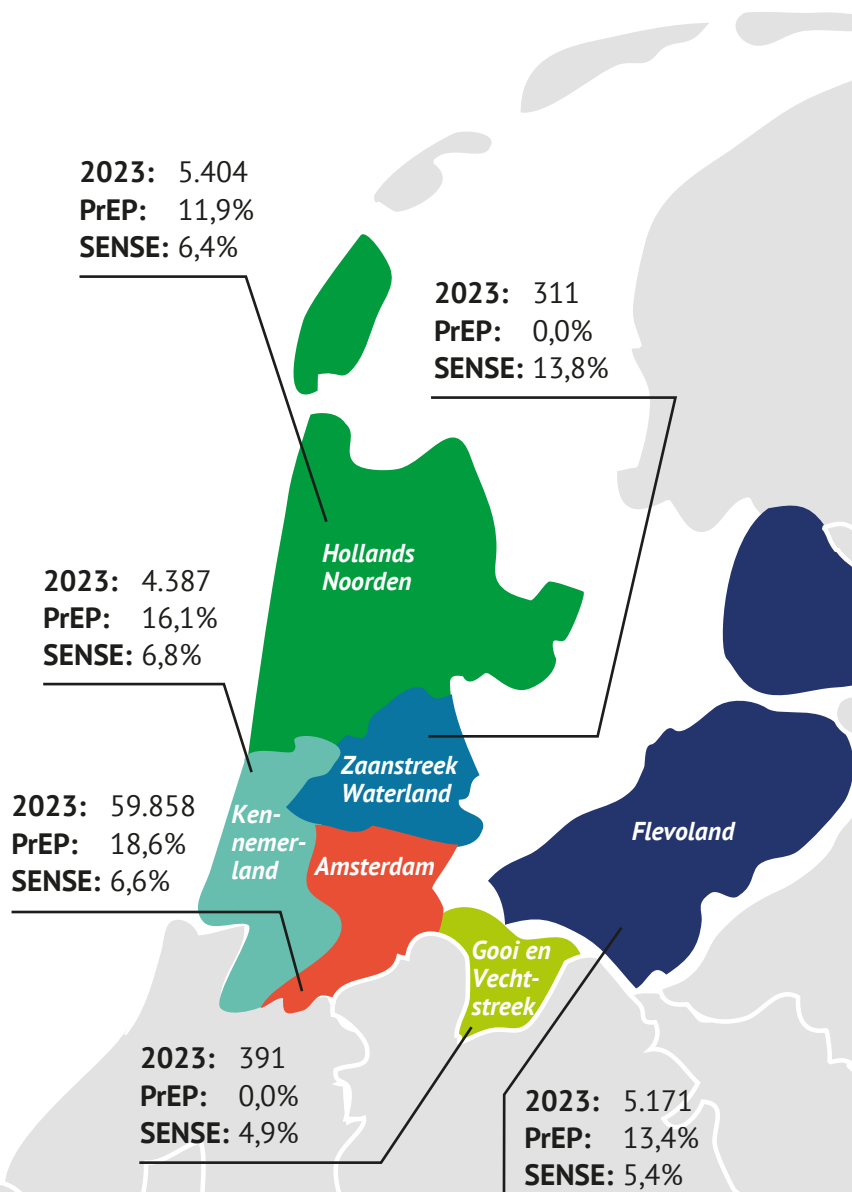 2023: 5.404
PrEP: 11,9%
SENSE: 6,4%
2023: 311
PrEP: 0,0%
SENSE: 13,8%
Hollands
Noorden
2023: 4.387
PrEP: 16,1%
SENSE: 6,8%
Zaanstreek
Waterland
2023: 59.858
PrEP: 18,6%
SENSE: 6,6%
Ken-
nemer-
land
Amsterdam
Flevoland
Gooi en
Vecht-
streek
2023: 391
PrEP: 0,0%
SENSE: 4,9%
2023: 5.171
PrEP: 13,4%
SENSE: 5,4%